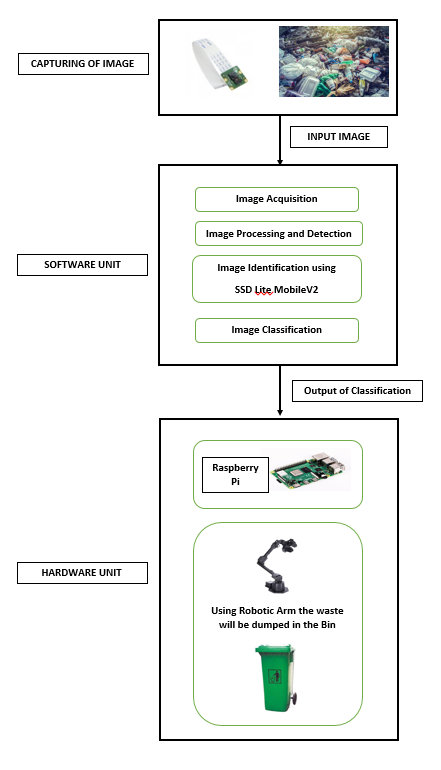 CAPTURING OF IMAGE
INPUT IMAGE
SOFTWARE UNIT
Image Acquisition
Image Processing and Detection
Image Identification using
SSD Lite MobileV2
Image Classification
Output of Classification
HARDWARE UNIT
Raspberry
Pi
Using Robotic Arm the waste
will be dumped in the Bin